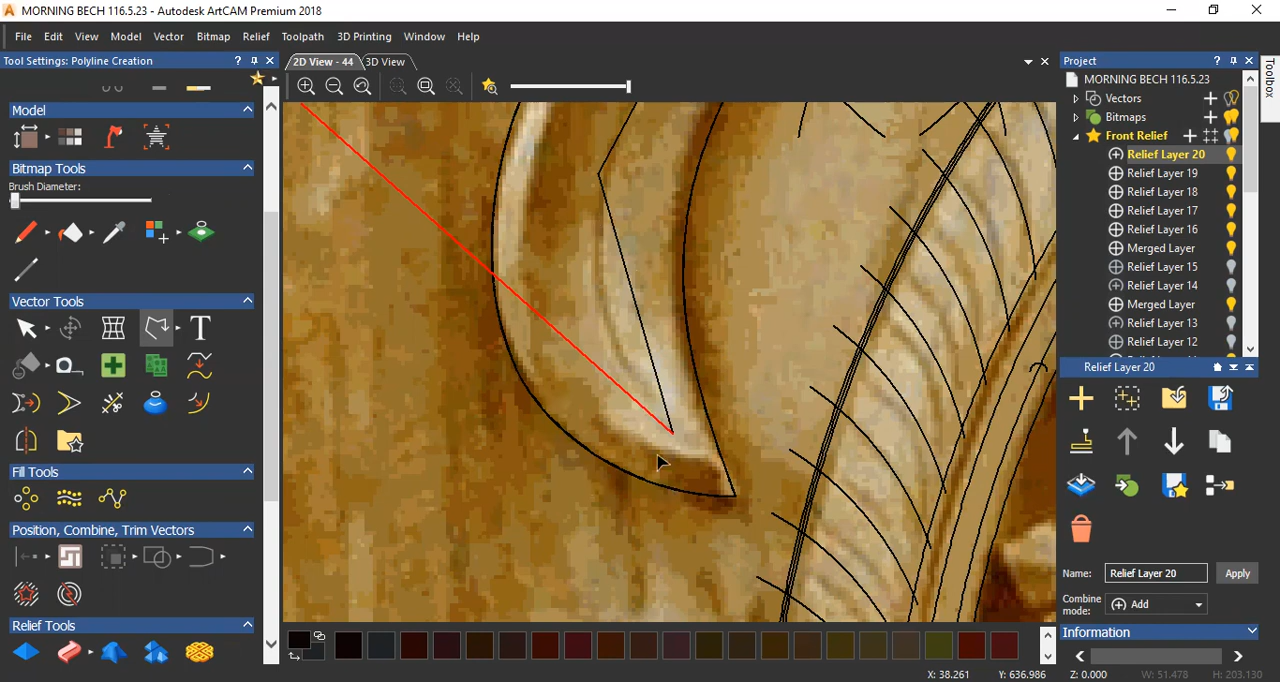 MORNING BECH 116.5.23 - Autodesk ArtCAM Premium 2018
File Edit View Model Vector Bitmap Relief Toolpath 3D Printing Window Help
Tool Settings: Polyline Creation
Model
Bitmap Tools
Brush Diameter:
Vector Tools
Fill Tools
Position, Combine, Trim Vectors
Relief Tools
2D View - 44 3D View
Project
MORNING BECH 116.5.23
Vectors
Bitmaps
Front Relief
Relief Layer 20
Relief Layer 19
Relief Layer 18
Relief Layer 17
Relief Layer 16
Merged Layer
Relief Layer 15
Relief Layer 14
Merged Layer
Relief Layer 13
Relief Layer 12
Relief Layer 20
Name: Relief Layer 20 Apply
Combine mode: Add
Information
Toolbox
X: 38.261 Y: 636.986 Z: 0.000 W: 51.478 H: 203.130